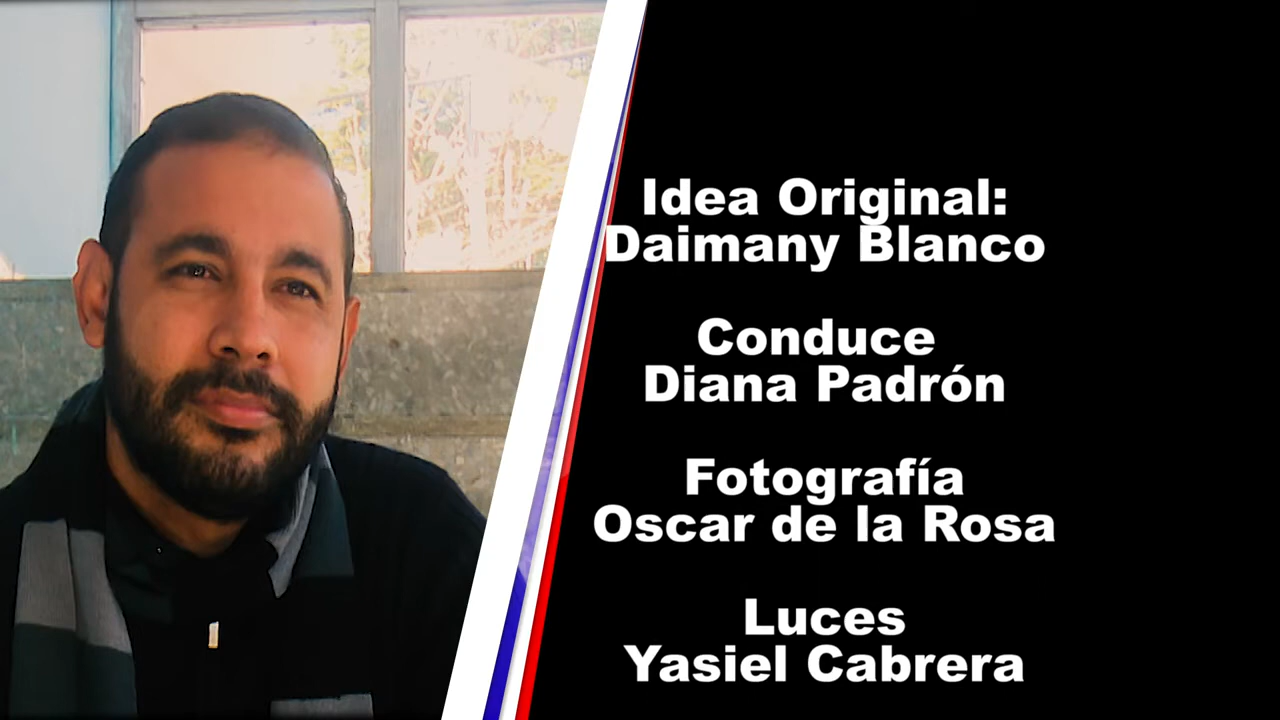 Idea Original:
Daimany Blanco
Conduce
Diana Padrón
Fotografía
Oscar de la Rosa
Luces
Yasiel Cabrera